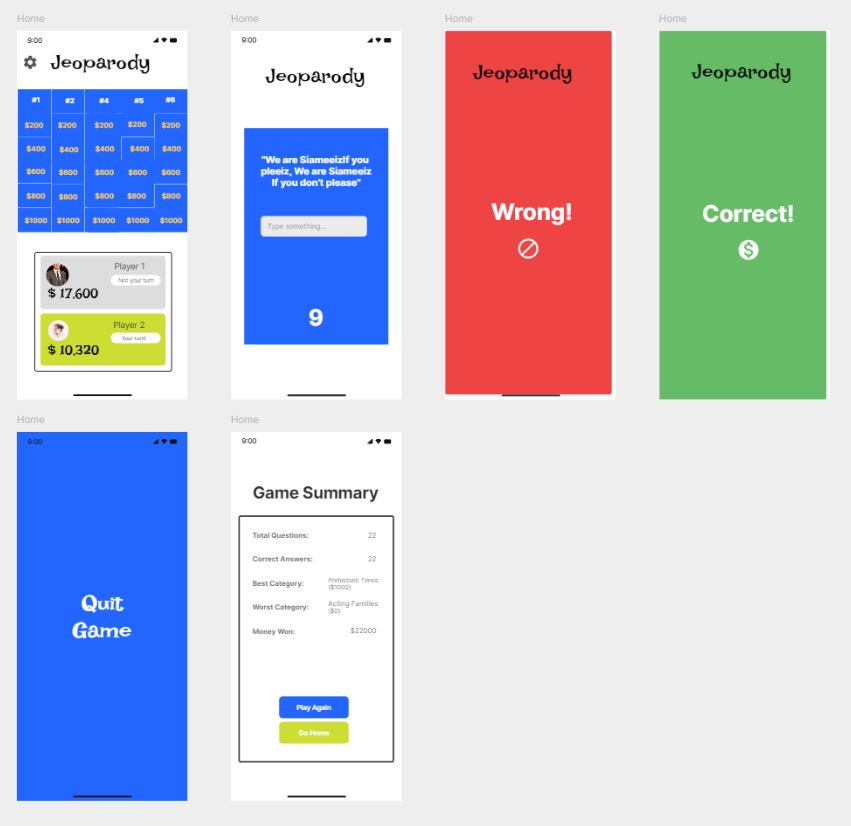 Home
9:00
Jeoparody
#1 #2 #4 #5 #6
$200 $200 $200 $200 $200
$400 $400 $400 $400 $400
$600 $600 $600 $600 $600
$800 $800 $800 $800 $800
$1000 $1000 $1000 $1000 $1000
Player 1
Not your turn
$ 17,600
Player 2
Your turn!
$ 10,320
Home
9:00
Jeoparody
"We are SiameeizIf you
pleeiz, We are Siameeiz
If you don't please"
Type something...
9
Home
Jeoparody
Wrong!
Home
Jeoparody
Correct!
Home
9:00
Quit
Game
Home
9:00
Game Summary
Total Questions: 22
Correct Answers: 22
Best Category: Prehistoric Times
($1000)
Worst Category: Acting Families
($0)
Money Won: $22000
Play Again
Go Home